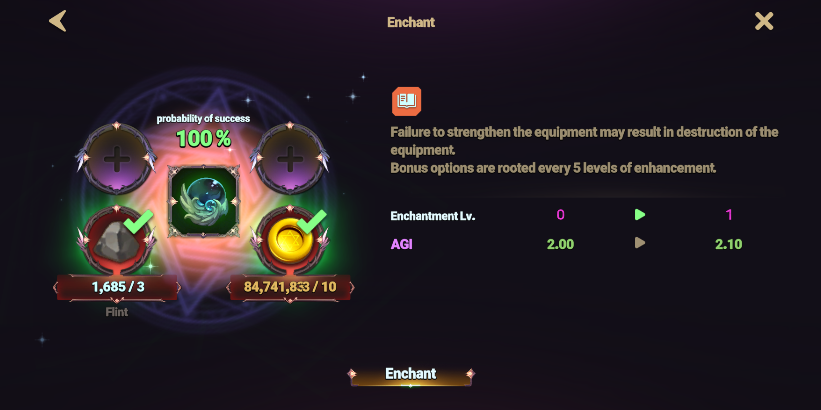 Enchant
probability of success
100 %
1,685 / 3
84,741,833 / 10
Flint
Failure to strengthen the equipment may result in destruction of the
equipment.
Bonus options are rooted every 5 levels of enhancement.
Enchantment Lv. 0 1
AGI 2.00 2.10
Enchant